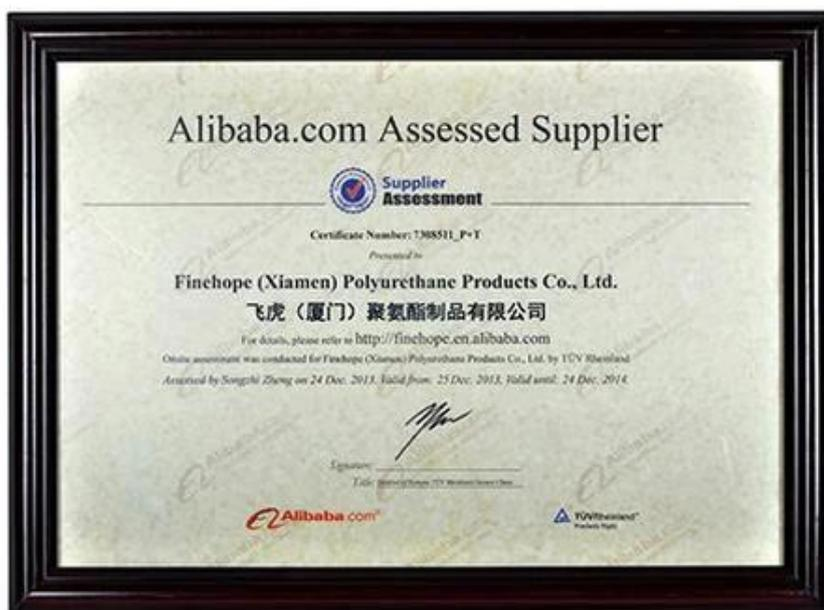 Alibaba.com Assessed Supplier
Supplier
Assessment
Certificate Number: 7308511_P+T
Presented to
Finehope (Xiamen) Polyurethane Products Co., Ltd.
飞虎（厦门）聚氨酯制品有限公司
For details, please refer to http://finehope.en.alibaba.com
Onsite assessment was conducted for Finehope (Xiamen) Polyurethane Products Co., Ltd. by TÜV Rheinland
Assessed by Songzhi Zheng on 24 Dec. 2013. Valid from: 25 Dec. 2013, Valid until: 24 Dec. 2014.
Signature:
Title:
Alibaba.com®
TÜVRheinland®
Precisely Right.